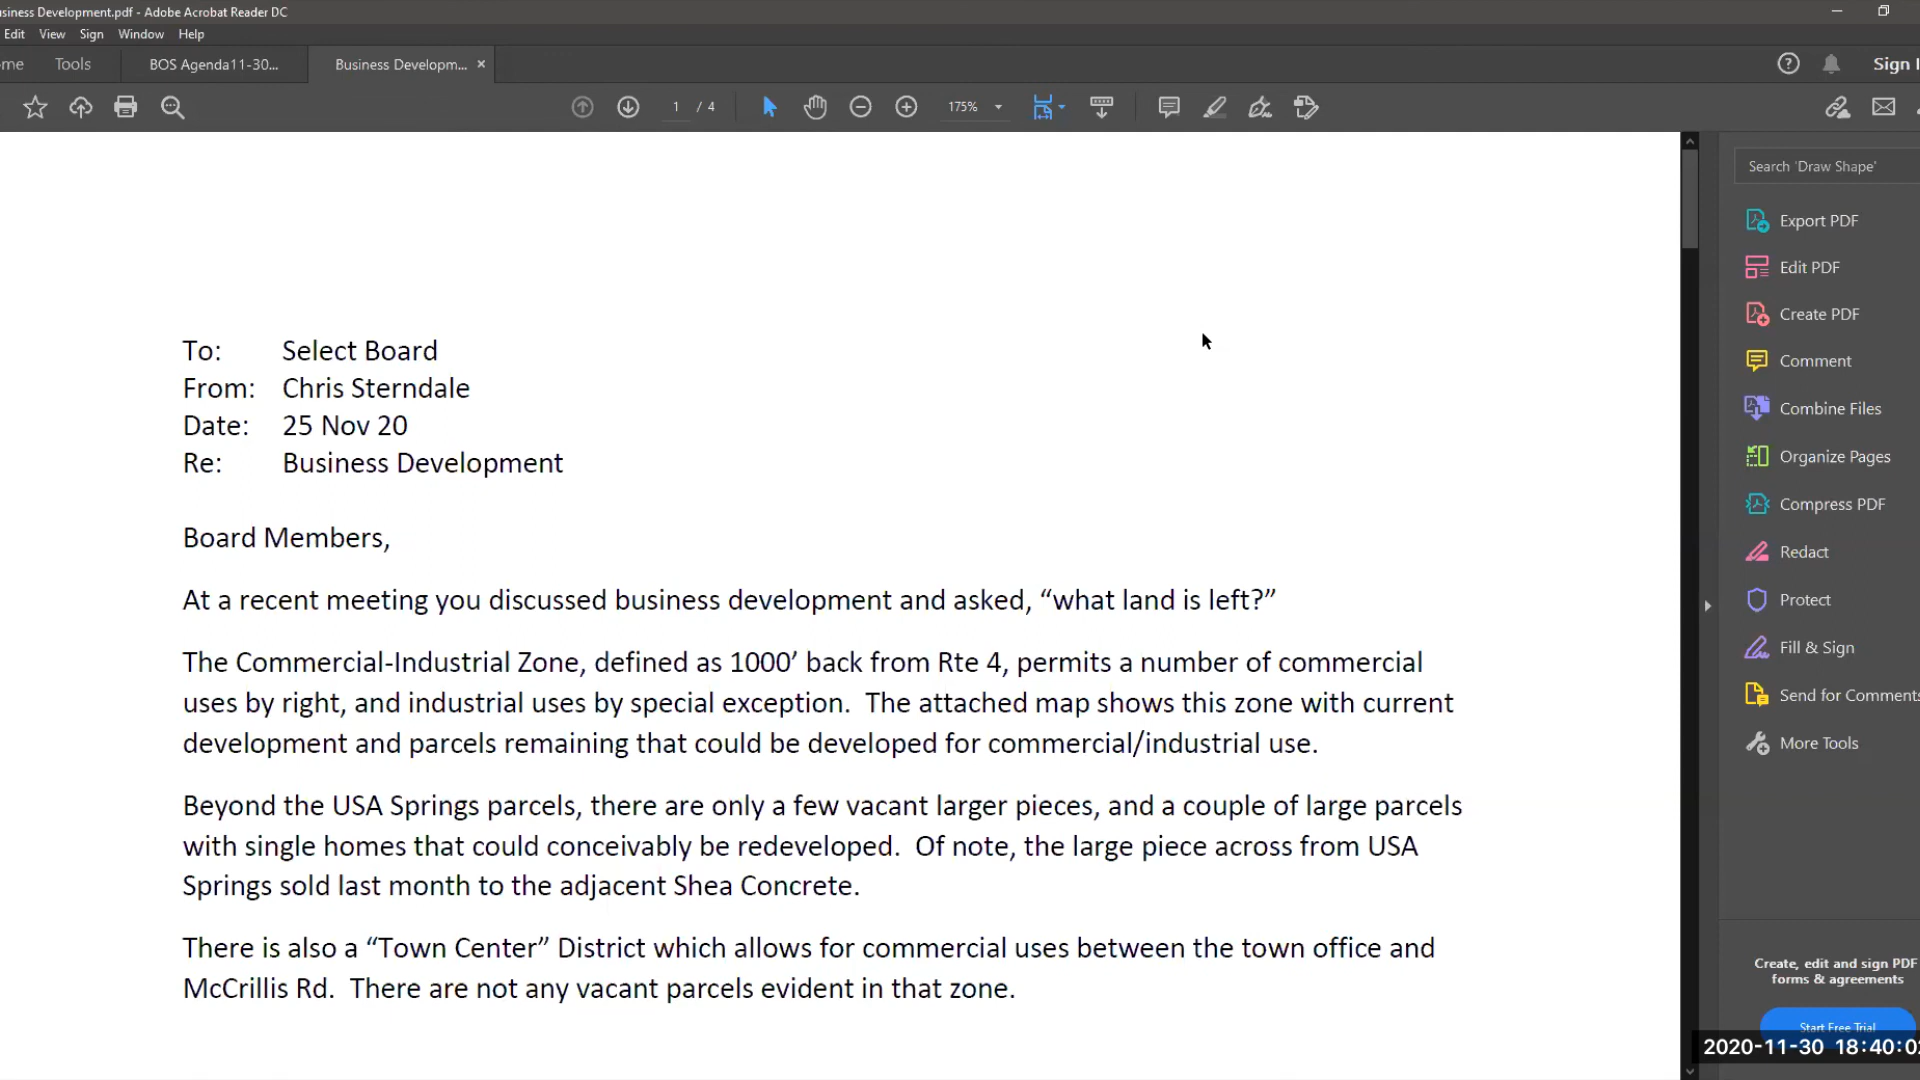 usiness Development.pdf - Adobe Acrobat Reader DC
Edit View Sign Window Help
me Tools BOS Agenda11-30... Business Developm... ×
1 / 4 175% Sign I
Search 'Draw Shape'
Export PDF
Edit PDF
Create PDF
Comment
Combine Files
Organize Pages
Compress PDF
Redact
Protect
Fill & Sign
Send for Comments
More Tools
Create, edit and sign PDF
forms & agreements
Start Free Trial
To: Select Board
From: Chris Sterndale
Date: 25 Nov 20
Re: Business Development
Board Members,
At a recent meeting you discussed business development and asked, “what land is left?”
The Commercial-Industrial Zone, defined as 1000’ back from Rte 4, permits a number of commercial
uses by right, and industrial uses by special exception.  The attached map shows this zone with current
development and parcels remaining that could be developed for commercial/industrial use.
Beyond the USA Springs parcels, there are only a few vacant larger pieces, and a couple of large parcels
with single homes that could conceivably be redeveloped.  Of note, the large piece across from USA
Springs sold last month to the adjacent Shea Concrete.
There is also a “Town Center” District which allows for commercial uses between the town office and
McCrillis Rd.  There are not any vacant parcels evident in that zone.
2020-11-30 18:40:02